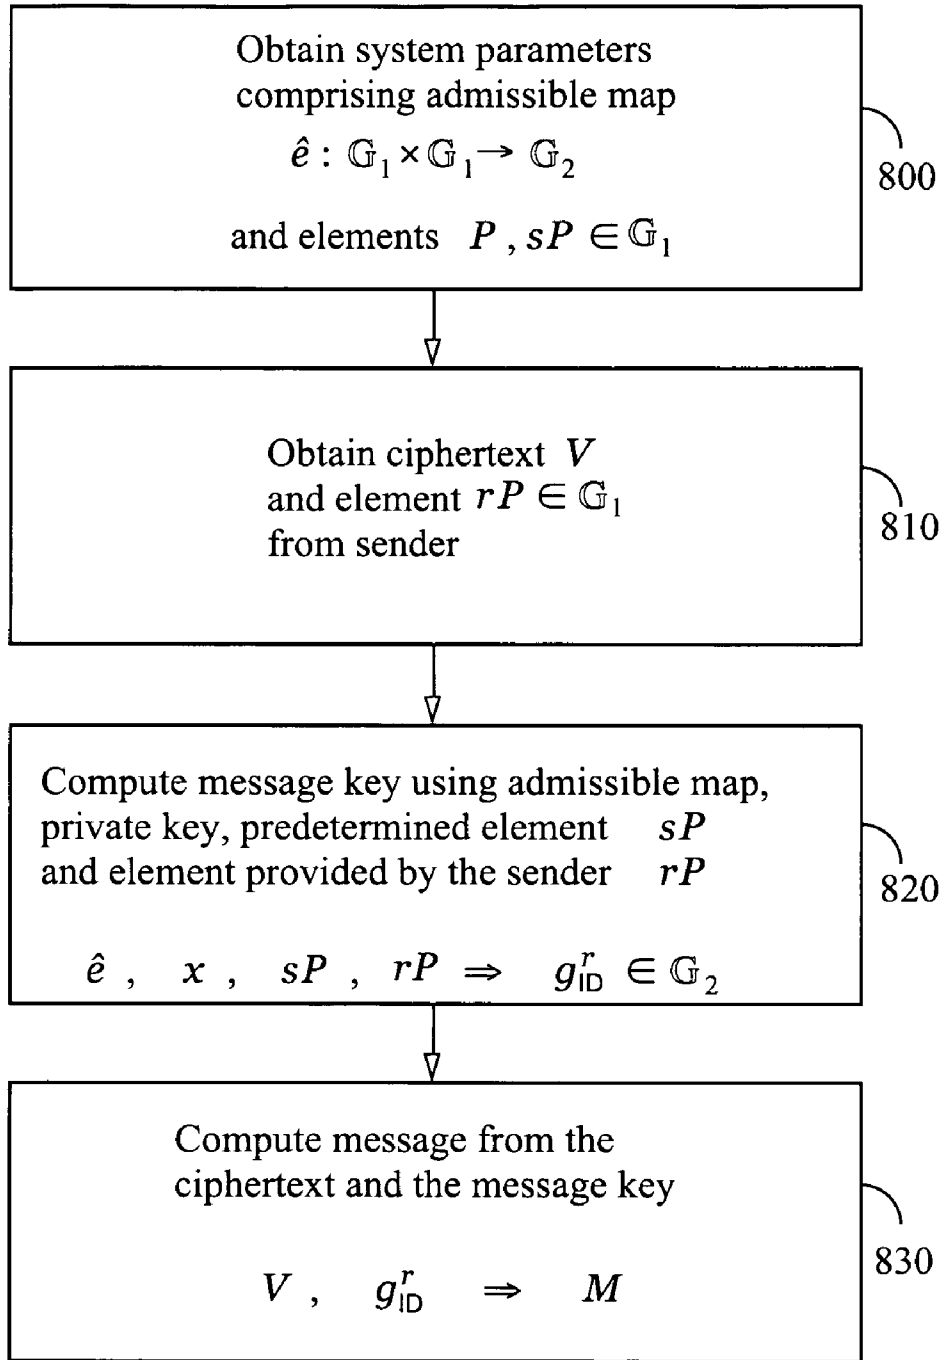 Obtain system parameters
comprising admissible map
ê : 𝔾₁ × 𝔾₁ → 𝔾₂
and elements P , sP ∈ 𝔾₁
800
Obtain ciphertext V
and element rP ∈ 𝔾₁
from sender
810
Compute message key using admissible map,
private key, predetermined element sP
and element provided by the sender rP
ê , x , sP , rP ⇒ g_ID^r ∈ 𝔾₂
820
Compute message from the
ciphertext and the message key
V , g_ID^r ⇒ M
830